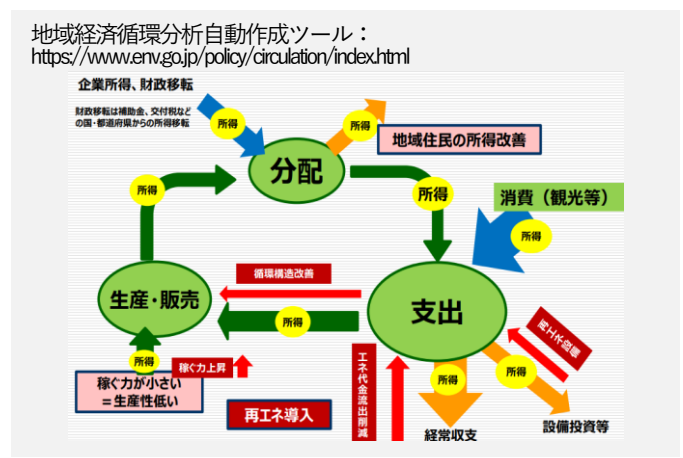 地域経済循環分析自動作成ツール：
https://www.env.go.jp/policy/circulation/index.html
企業所得、財政移転
財政移転は補助金、交付税など
の国・都道府県からの所得移転
所得
所得
地域住民の所得改善
分配
所得
所得
消費（観光等）
所得
循環構造改善
生産・販売
所得
支出
再エネ設備
所得
稼ぐ力上昇
稼ぐ力が小さい
＝生産性低い
再エネ導入
エネ代金流出削減
所得
所得
経常収支
設備投資等